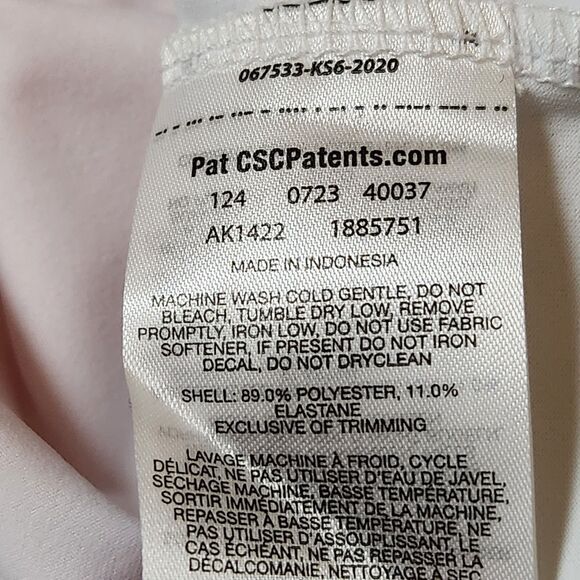 067533-KS6-2020
Pat CSCPatents.com
124 0723 40037
AK1422 1885751
MADE IN INDONESIA
MACHINE WASH COLD GENTLE, DO NOT
BLEACH, TUMBLE DRY LOW, REMOVE
PROMPTLY, IRON LOW, DO NOT USE FABRIC
SOFTENER, IF PRESENT DO NOT IRON
DECAL, DO NOT DRYCLEAN
SHELL: 89.0% POLYESTER, 11.0%
ELASTANE
EXCLUSIVE OF TRIMMING
LAVAGE MACHINE À FROID, CYCLE
DÉLICAT, NE PAS UTILISER D'EAU DE JAVEL,
SÉCHAGE MACHINE, BASSE TEMPÉRATURE,
SORTIR IMMÉDIATEMENT DE LA MACHINE,
REPASSER À BASSE TEMPÉRATURE, NE
PAS UTILISER D'ASSOUPLISSANT, LE
CAS ÉCHÉANT, NE PAS REPASSER LA
DÉCALCOMANIE, NETTOYAGE À SEC